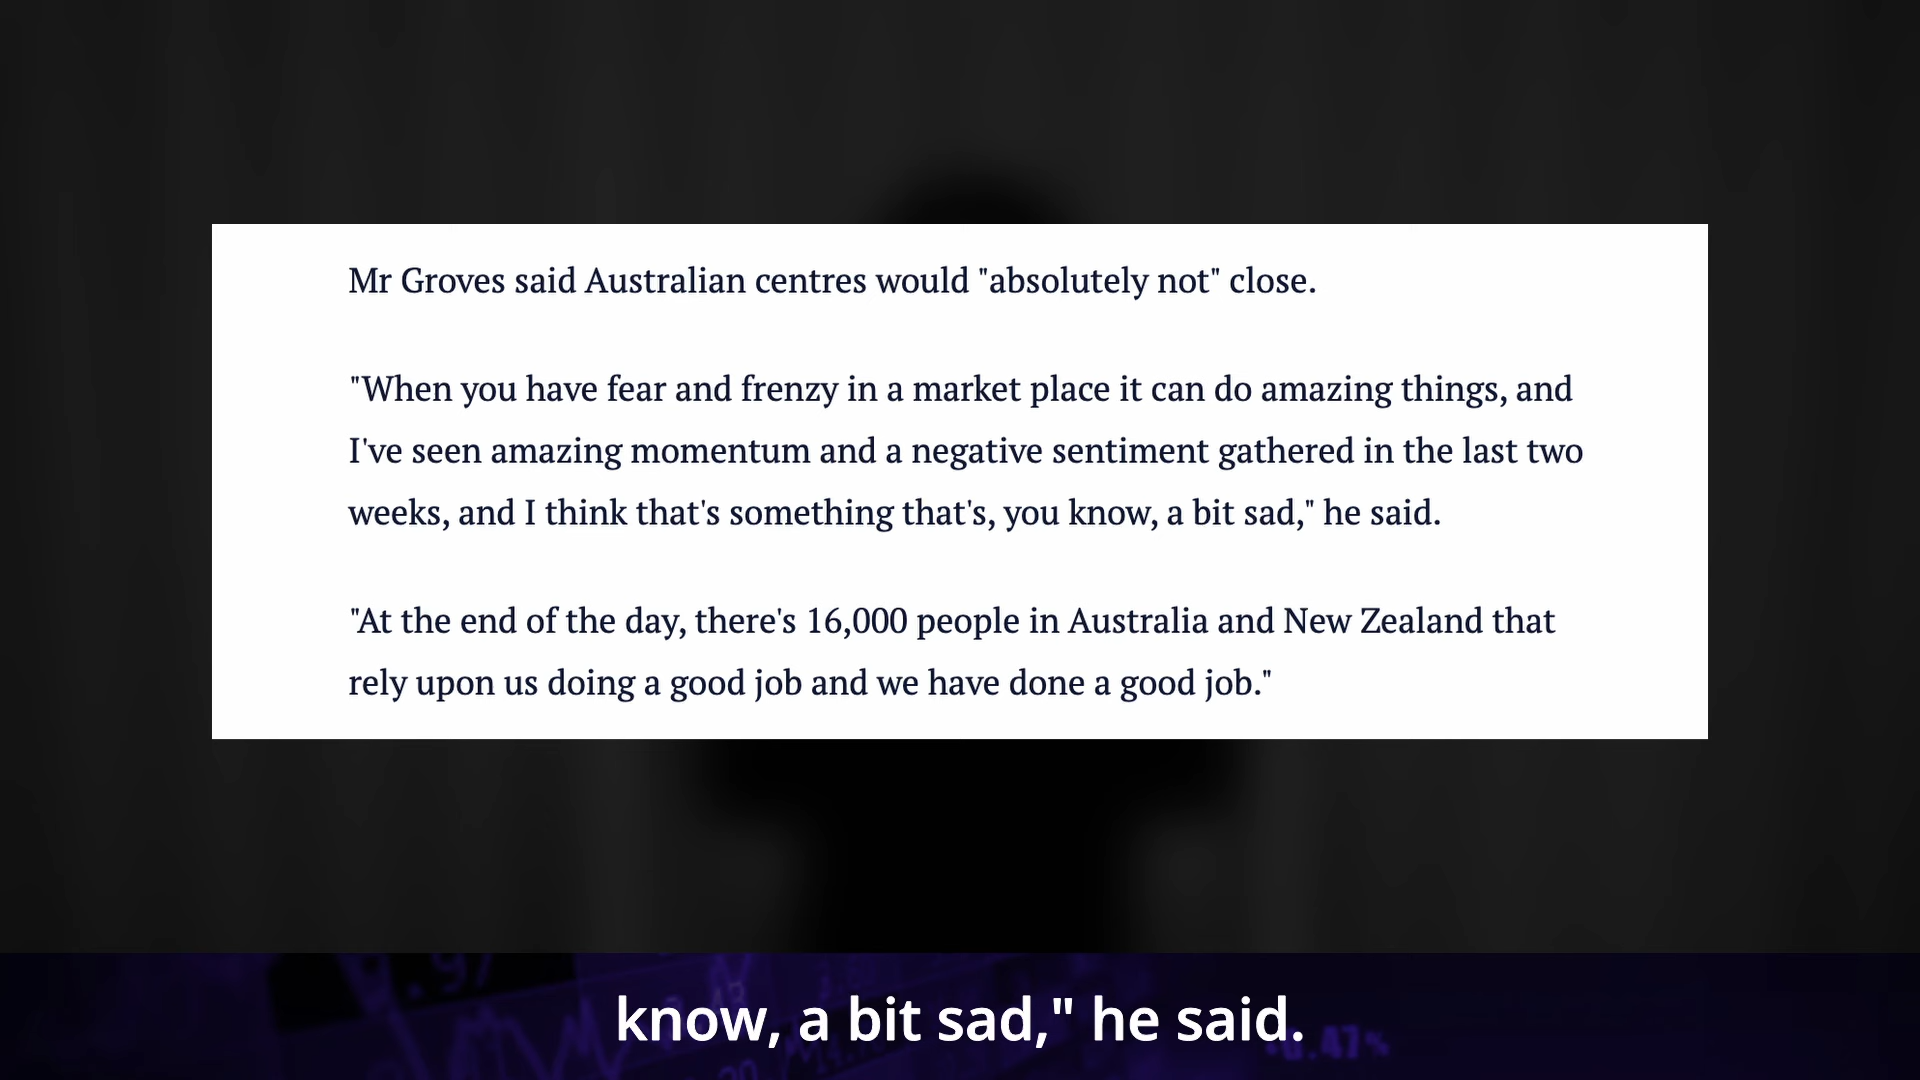 Mr Groves said Australian centres would "absolutely not" close.
"When you have fear and frenzy in a market place it can do amazing things, and
I've seen amazing momentum and a negative sentiment gathered in the last two
weeks, and I think that's something that's, you know, a bit sad," he said.
"At the end of the day, there's 16,000 people in Australia and New Zealand that
rely upon us doing a good job and we have done a good job."
know, a bit sad," he said.